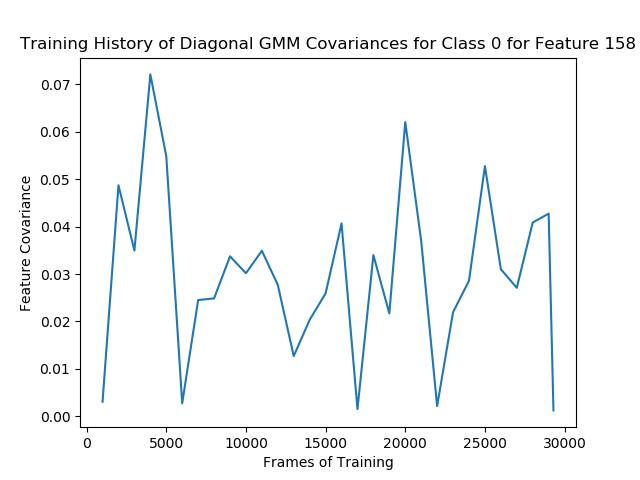 Training History of Diagonal GMM Covariances for Class 0 for Feature 158
0.07
0.06
0.05
0.04
0.03
0.02
0.01
0.00
Feature Covariance
0 5000 10000 15000 20000 25000 30000
Frames of Training